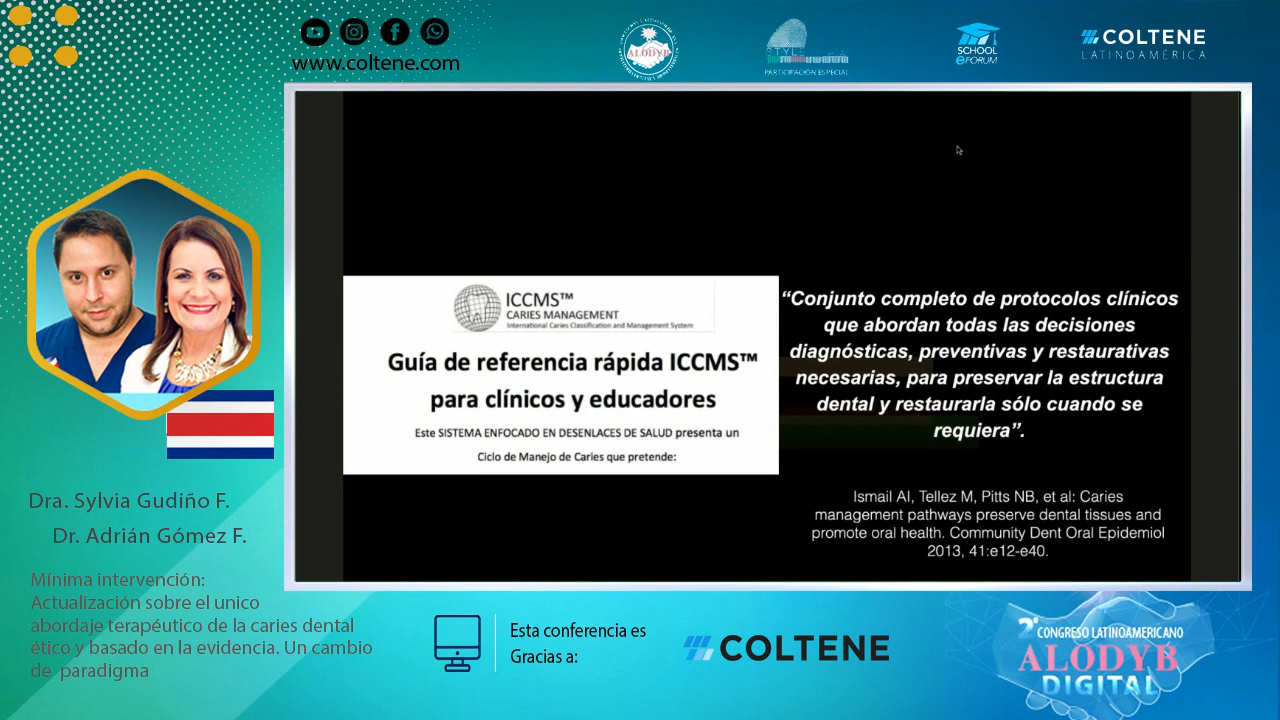 www.coltene.com
ALODYB
PARTICIPACIÓN ESPECIAL
SCHOOL
eFORUM
COLTENE
LATINOAMÉRICA
ICCMS™
CARIES MANAGEMENT
International Caries Classification and Management System
Guía de referencia rápida ICCMS™
para clínicos y educadores
Este SISTEMA ENFOCADO EN DESENLACES DE SALUD presenta un
Ciclo de Manejo de Caries que pretende:
“Conjunto completo de protocolos clínicos
que abordan todas las decisiones
diagnósticas, preventivas y restaurativas
necesarias, para preservar la estructura
dental y restaurarla sólo cuando se
requiera”.
Ismail AI, Tellez M, Pitts NB, et al: Caries
management pathways preserve dental tissues and
promote oral health. Community Dent Oral Epidemiol
2013, 41:e12-e40.
Dra. Sylvia Gudiño F.
Dr. Adrián Gómez F.
Mínima intervención:
Actualización sobre el unico
abordaje terapéutico de la caries dental
ético y basado en la evidencia. Un cambio
de paradigma
Esta conferencia es
Gracias a:
COLTENE
2° CONGRESO LATINOAMERICANO
ALODYB
DIGITAL